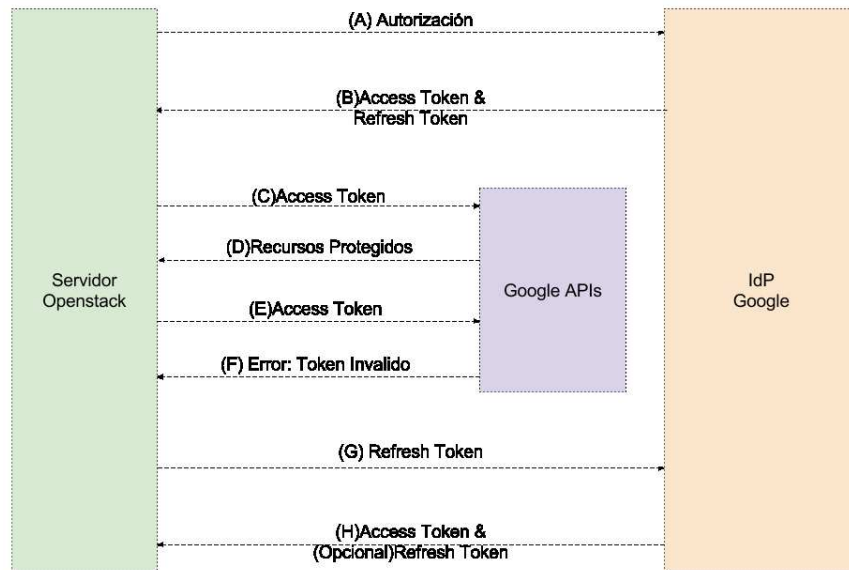 (A) Autorización
(B)Access Token &
Refresh Token
(C)Access Token
(D)Recursos Protegidos
Servidor
Openstack
Google APIs
IdP
Google
(E)Access Token
(F) Error: Token Invalido
(G) Refresh Token
(H)Access Token &
(Opcional)Refresh Token